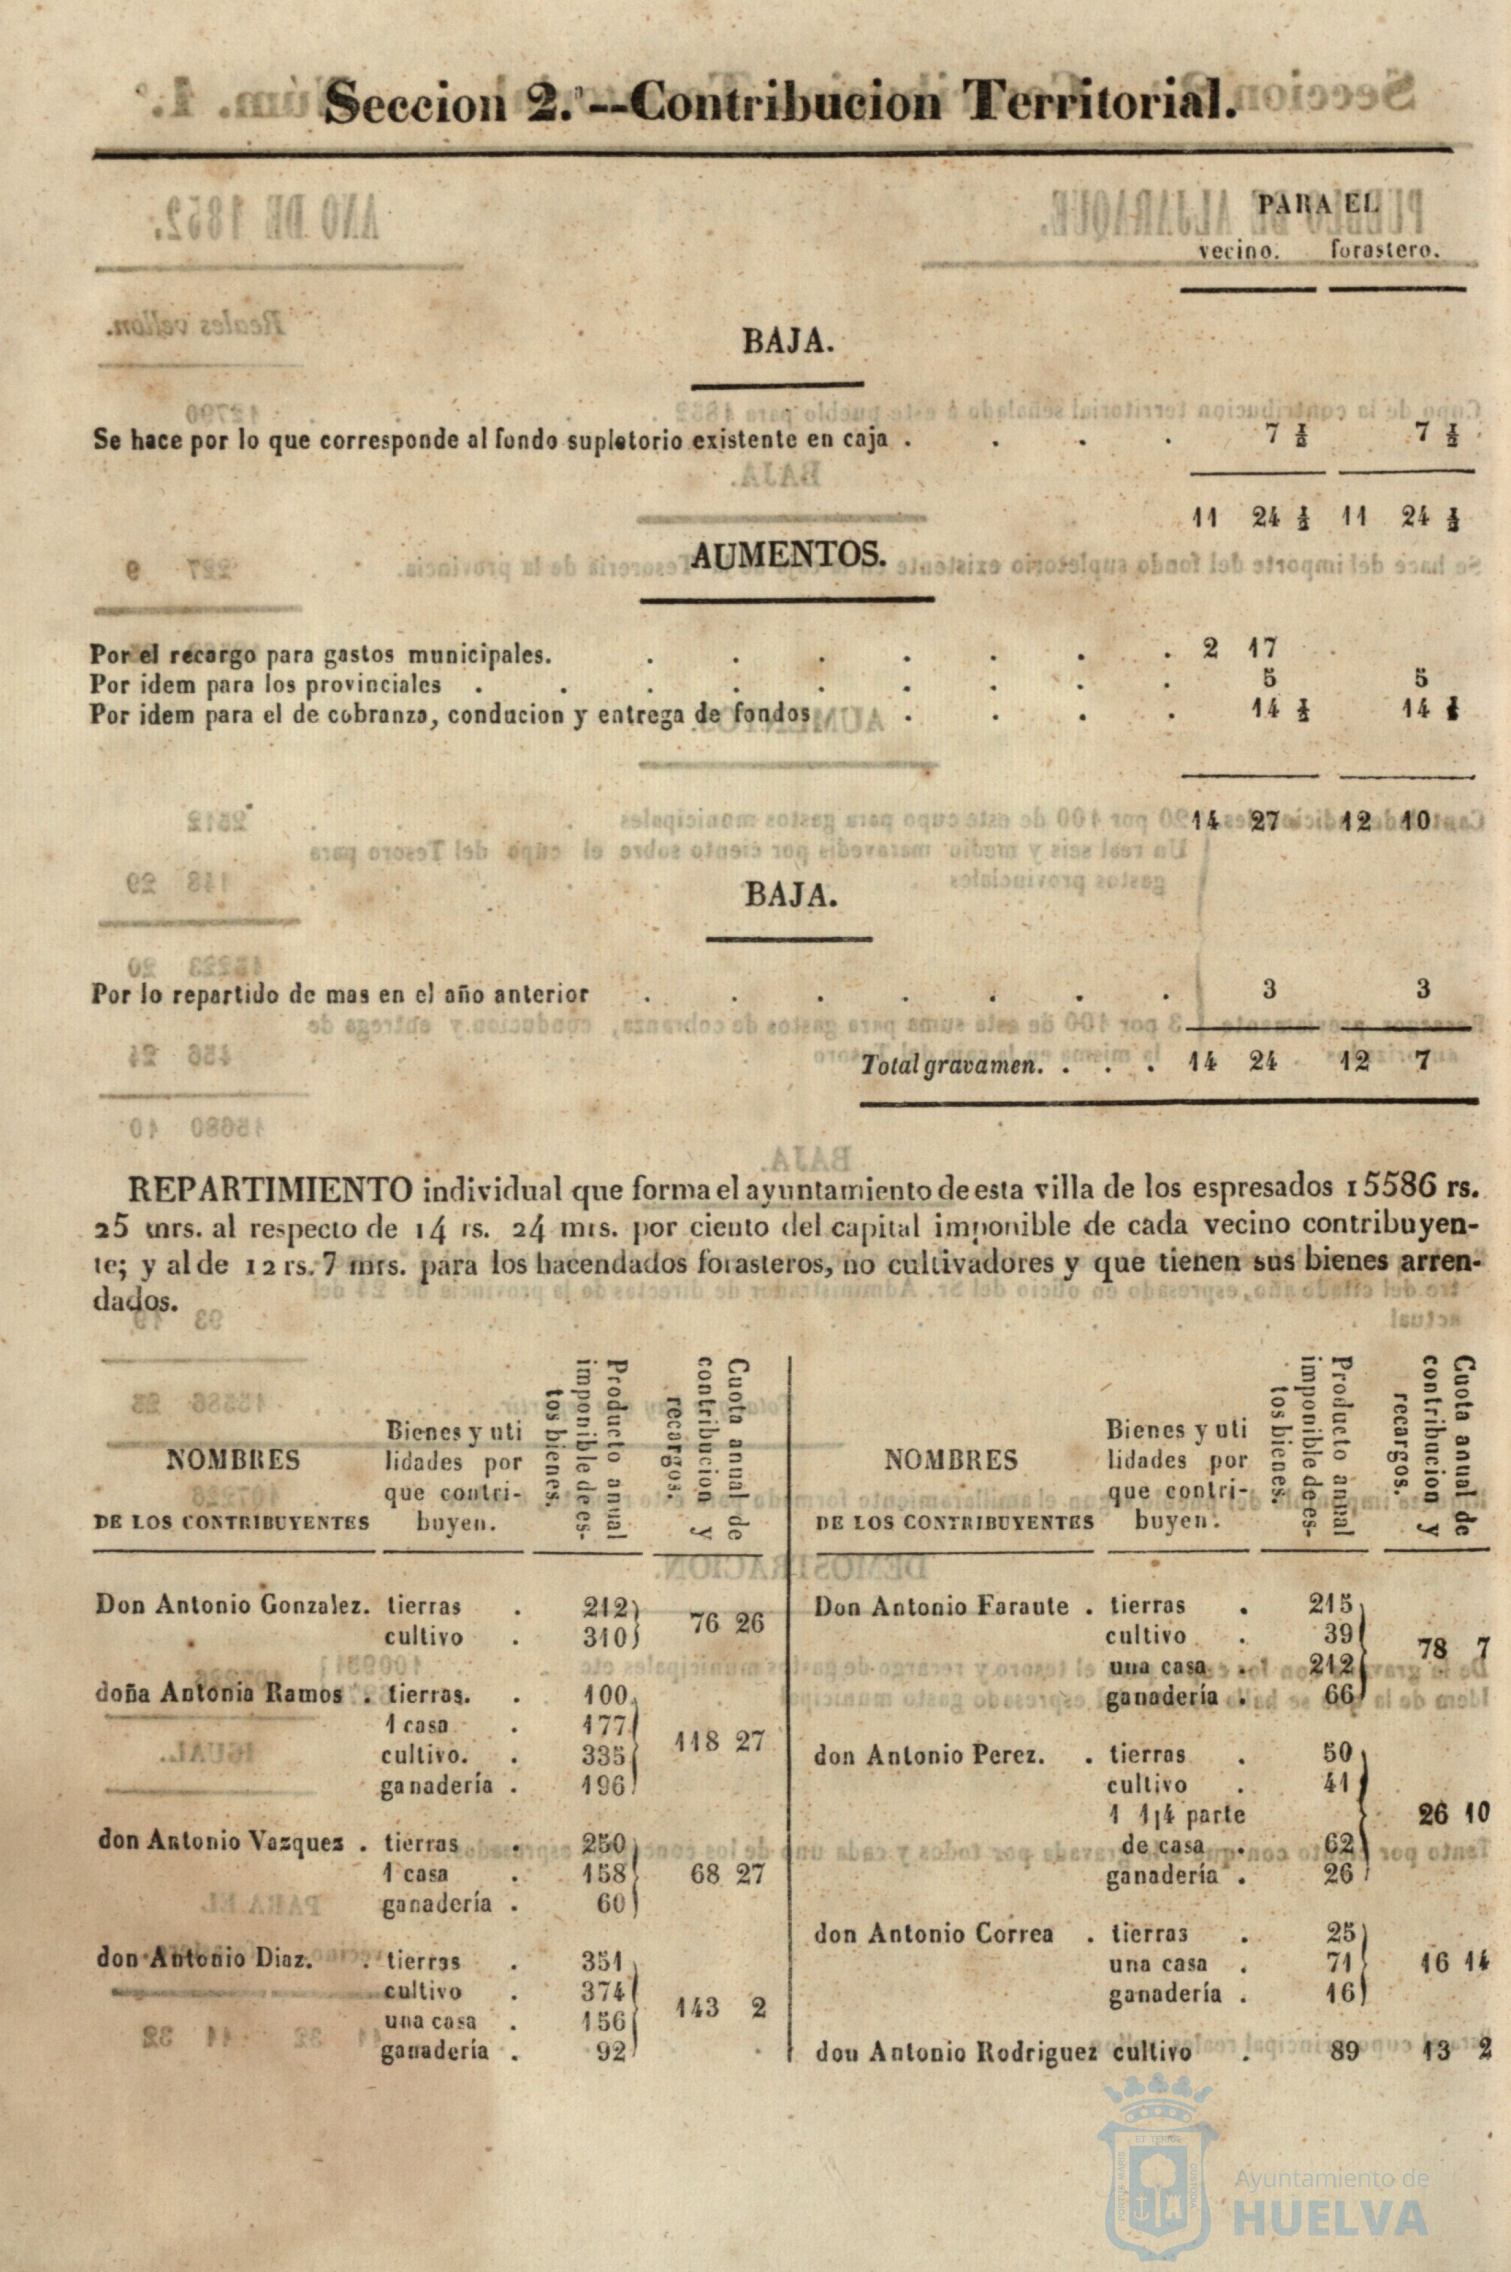 Seccion 2.ª--Contribucion Territorial.
PARA EL
vecino. forastero.
BAJA.
Se hace por lo que corresponde al fondo supletorio existente en caja . . . . 7 ½ 7 ½
11 24 ½ 11 24 ½
AUMENTOS.
Por el recargo para gastos municipales. . . . . . . . 2 17
Por idem para los provinciales . . . . . . . . . 5 5
Por idem para el de cobranza, conducion y entrega de fondos . . . . 14 ½ 14 ½
14 27 12 10
BAJA.
Por lo repartido de mas en el año anterior . . . . . . . 3 3
Total gravamen. . . . 14 24 12 7
REPARTIMIENTO individual que forma el ayuntamiento de esta villa de los espresados 15586 rs.
25 mrs. al respecto de 14 rs. 24 mrs. por ciento del capital imponible de cada vecino contribuyen-
te; y al de 12 rs. 7 mrs. para los hacendados forasteros, no cultivadores y que tienen sus bienes arren-
dados.
NOMBRES
DE LOS CONTRIBUYENTES
Bienes y uti
lidades por
que contri-
buyen.
Producto anual
imponible de es-
tos bienes.
Cuota anual de
contribucion y
recargos.
Don Antonio Gonzalez. tierras . 212
cultivo . 310
76 26
doña Antonia Ramos . tierras. . 100
1 casa . 177
118 27
cultivo. . 335
ganadería . 196
don Antonio Vazquez . tierras . 250
1 casa . 158 68 27
ganadería . 60
don Antonio Diaz. . tierras . 351
cultivo . 374
143 2
una casa . 156
ganadería . 92
NOMBRES
DE LOS CONTRIBUYENTES
Bienes y uti
lidades por
que contri-
buyen.
Producto anual
imponible de es-
tos bienes.
Cuota anual de
contribucion y
recargos.
Don Antonio Faraute . tierras . 215
cultivo . 39
78 7
una casa . 212
ganadería . 66
don Antonio Perez. . tierras . 50
cultivo . 41
1 1¡4 parte 26 10
de casa . 62
ganadería . 26
don Antonio Correa . tierras . 25
una casa . 71 16 14
ganadería . 16
don Antonio Rodriguez cultivo . 89 13 2
Ayuntamiento de
HUELVA